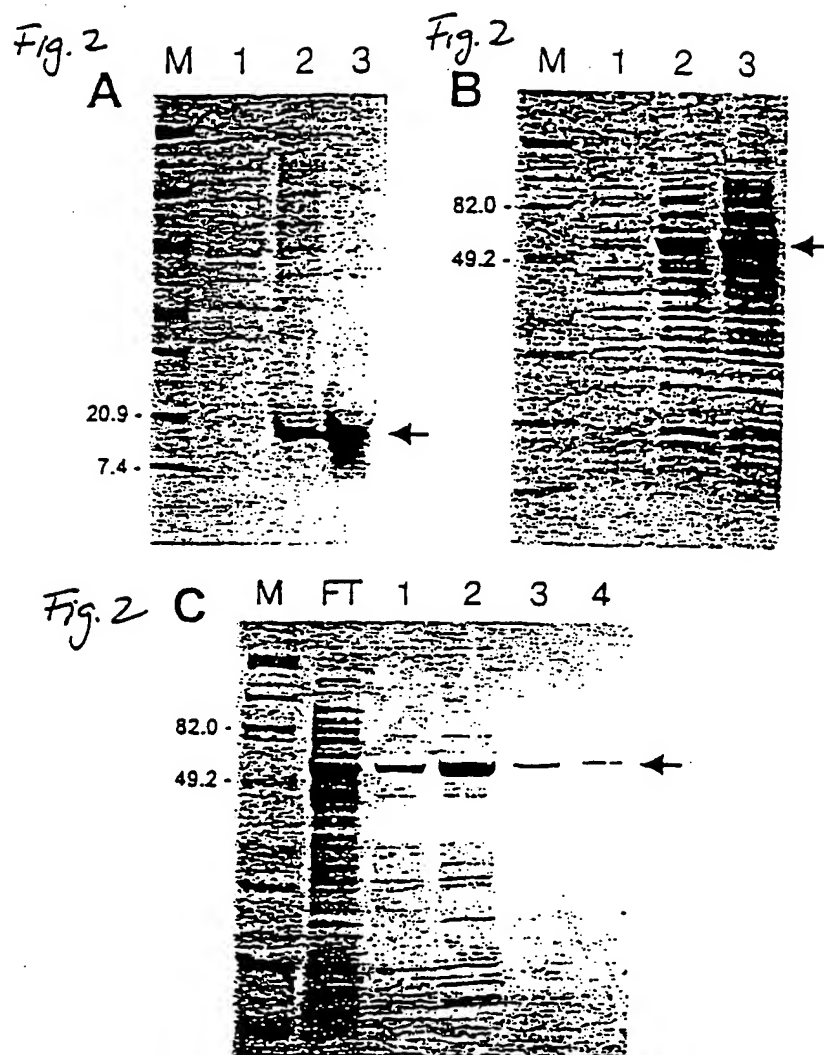 Fig. 2
A
M 1 2 3
20.9 -
7.4 -
Fig. 2
B
M 1 2 3
82.0 -
49.2 -
Fig. 2 C
M FT 1 2 3 4
82.0 -
49.2 -